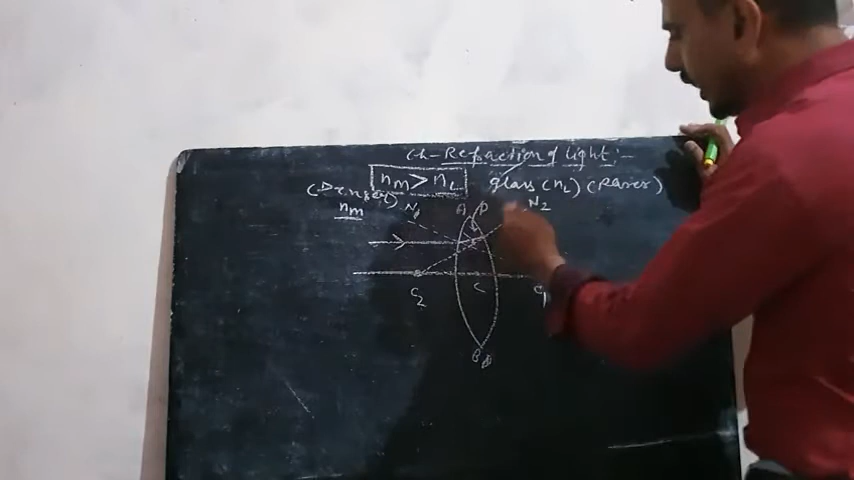 Ch- Refraction of light:-
nm > nL
glass (nL) (Rarer)
(Denser)
nm
N1
A D
N2
C2
C
C1
B